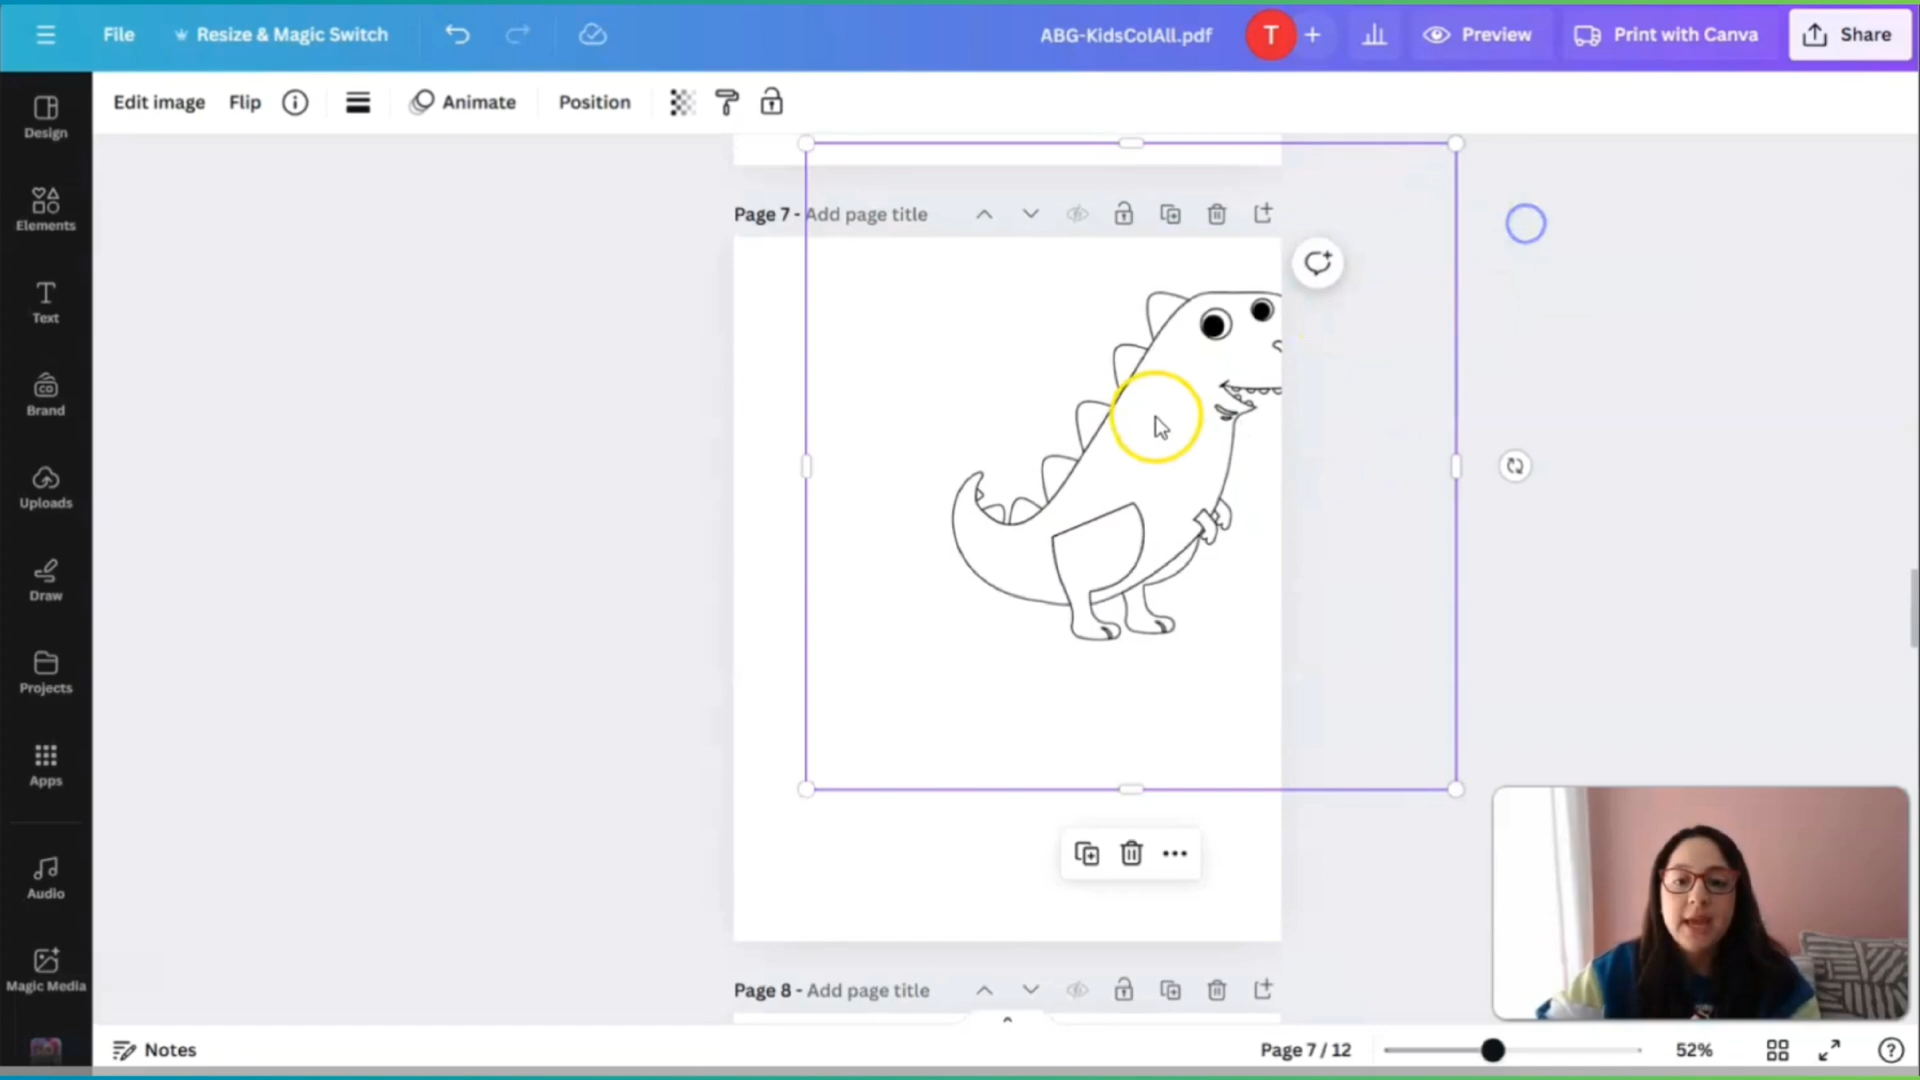 File Resize & Magic Switch ABG-KidsColAll.pdf T Preview Print with Canva Share
Edit image Flip Animate Position
Design
Elements
Text
Brand
Uploads
Draw
Projects
Apps
Audio
Magic Media
Page 7 - Add page title
Page 8 - Add page title
Notes Page 7 / 12 52%